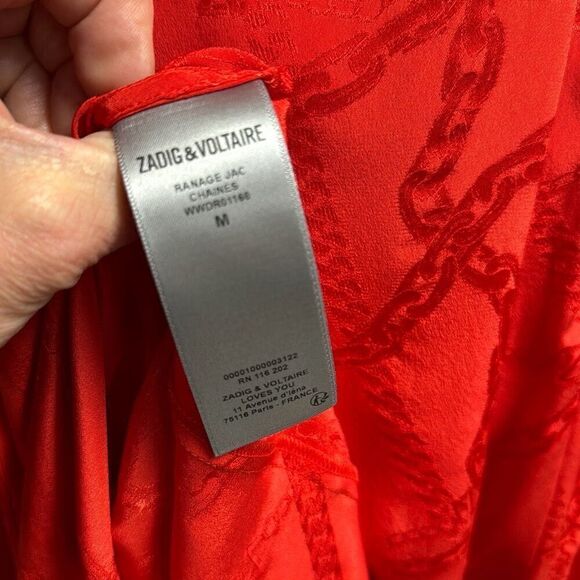 ZADIG & VOLTAIRE
RANAGE JAC
CHAINES
WWDR01166
M
00001000003122
RN 116 202
ZADIG & VOLTAIRE
LOVES YOU
11 Avenue d'Iéna
75116 Paris - FRANCE